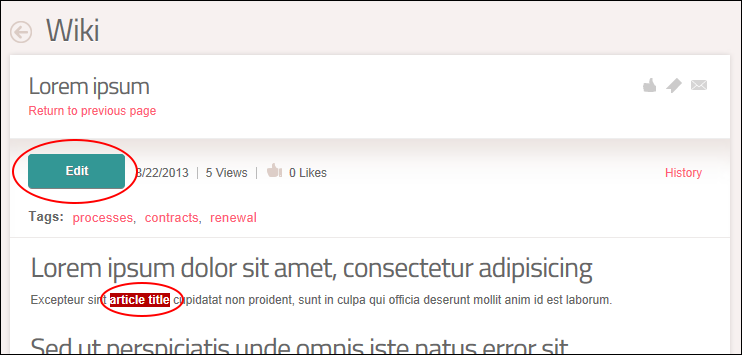 Wiki
Lorem ipsum
Return to previous page
Edit /22/2013 | 5 Views | 0 Likes History
Tags: processes, contracts, renewal
Lorem ipsum dolor sit amet, consectetur adipisicing
Excepteur sint article title cupidatat non proident, sunt in culpa qui officia deserunt mollit anim id est laborum.
Sed ut perspiciatis unde omnis iste natus error sit